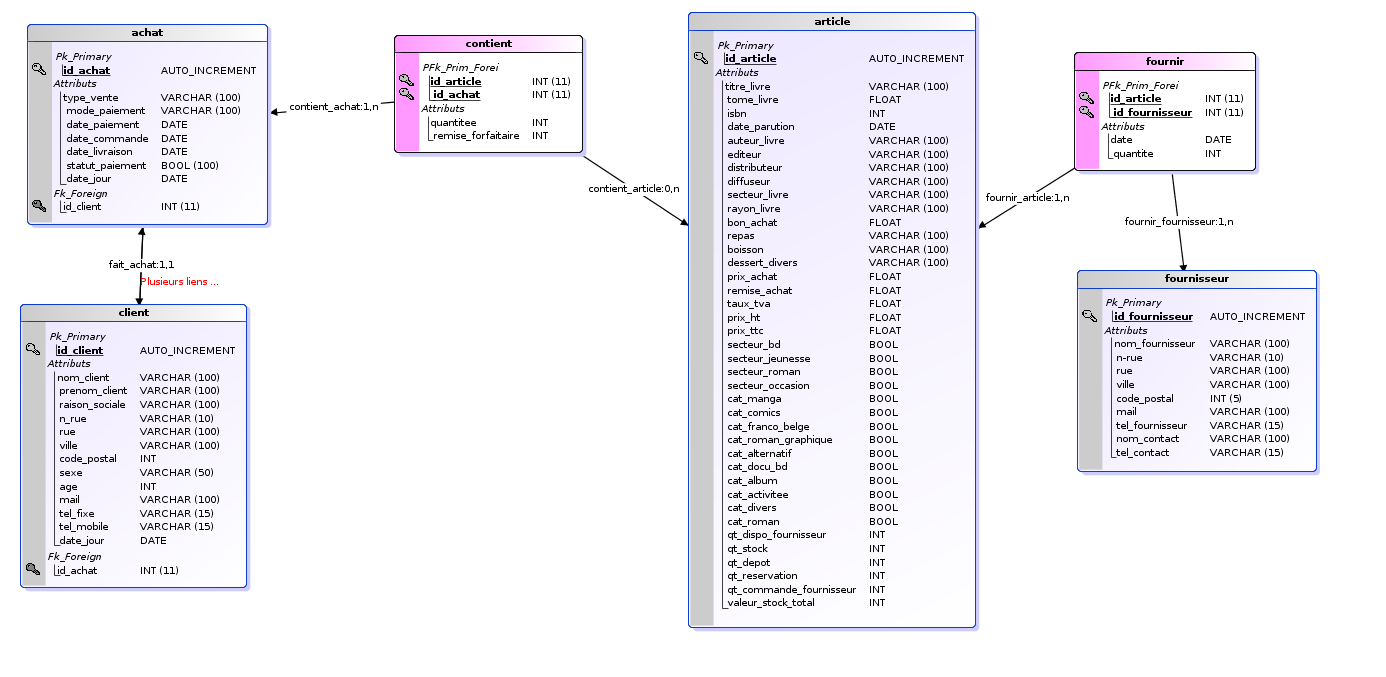 achat
Pk_Primary
id_achat AUTO_INCREMENT
Attributs
type_vente VARCHAR (100)
mode_paiement VARCHAR (100)
date_paiement DATE
date_commande DATE
date_livraison DATE
statut_paiement BOOL (100)
date_jour DATE
Fk_Foreign
id_client INT (11)
fait_achat:1,1
Plusieurs liens ...
client
Pk_Primary
id_client AUTO_INCREMENT
Attributs
nom_client VARCHAR (100)
prenom_client VARCHAR (100)
raison_sociale VARCHAR (100)
n_rue VARCHAR (10)
rue VARCHAR (100)
ville VARCHAR (100)
code_postal INT
sexe VARCHAR (50)
age INT
mail VARCHAR (100)
tel_fixe VARCHAR (15)
tel_mobile VARCHAR (15)
date_jour DATE
Fk_Foreign
id_achat INT (11)
contient_achat:1,n
contient
PFk_Prim_Forei
id_article INT (11)
id_achat INT (11)
Attributs
quantitee INT
remise_forfaitaire INT
contient_article:0,n
article
Pk_Primary
id_article AUTO_INCREMENT
Attributs
titre_livre VARCHAR (100)
tome_livre FLOAT
isbn INT
date_parution DATE
auteur_livre VARCHAR (100)
editeur VARCHAR (100)
distributeur VARCHAR (100)
diffuseur VARCHAR (100)
secteur_livre VARCHAR (100)
rayon_livre VARCHAR (100)
bon_achat FLOAT
repas VARCHAR (100)
boisson VARCHAR (100)
dessert_divers VARCHAR (100)
prix_achat FLOAT
remise_achat FLOAT
taux_tva FLOAT
prix_ht FLOAT
prix_ttc FLOAT
secteur_bd BOOL
secteur_jeunesse BOOL
secteur_roman BOOL
secteur_occasion BOOL
cat_manga BOOL
cat_comics BOOL
cat_franco_belge BOOL
cat_roman_graphique BOOL
cat_alternatif BOOL
cat_docu_bd BOOL
cat_album BOOL
cat_activitee BOOL
cat_divers BOOL
cat_roman BOOL
qt_dispo_fournisseur INT
qt_stock INT
qt_depot INT
qt_reservation INT
qt_commande_fournisseur INT
valeur_stock_total INT
fournir
PFk_Prim_Forei
id_article INT (11)
id_fournisseur INT (11)
Attributs
date DATE
quantite INT
fournir_article:1,n
fournir_fournisseur:1,n
fournisseur
Pk_Primary
id_fournisseur AUTO_INCREMENT
Attributs
nom_fournisseur VARCHAR (100)
n-rue VARCHAR (10)
rue VARCHAR (100)
ville VARCHAR (100)
code_postal INT (5)
mail VARCHAR (100)
tel_fournisseur VARCHAR (15)
nom_contact VARCHAR (100)
tel_contact VARCHAR (15)